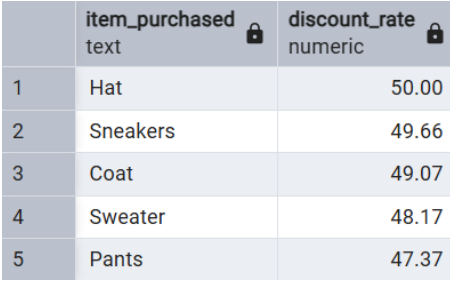 item_purchased discount_rate
text numeric
1 Hat 50.00
2 Sneakers 49.66
3 Coat 49.07
4 Sweater 48.17
5 Pants 47.37